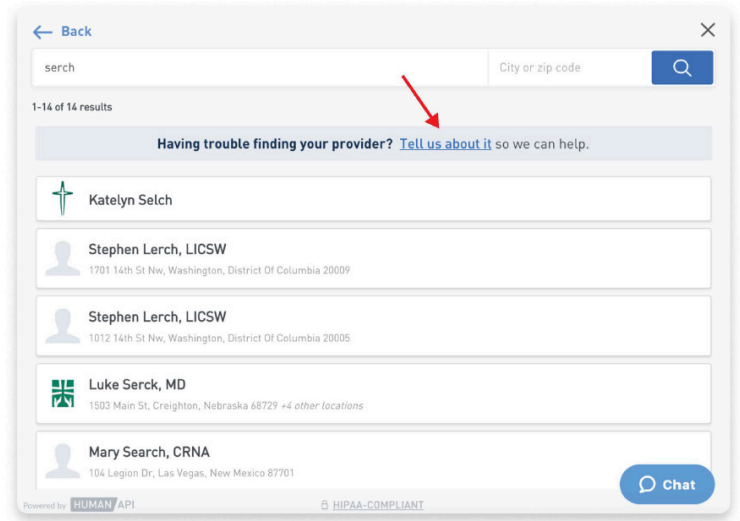 Back
serch
City or zip code
1-14 of 14 results
Having trouble finding your provider? Tell us about it so we can help.
Katelyn Selch
Stephen Lerch, LICSW
1701 14th St Nw, Washington, District Of Columbia 20009
Stephen Lerch, LICSW
1012 14th St Nw, Washington, District Of Columbia 20005
Luke Serck, MD
1503 Main St, Creighton, Nebraska 68729 +4 other locations
Mary Search, CRNA
104 Legion Dr, Las Vegas, New Mexico 87701
Chat
Powered by HUMAN API
HIPAA-COMPLIANT